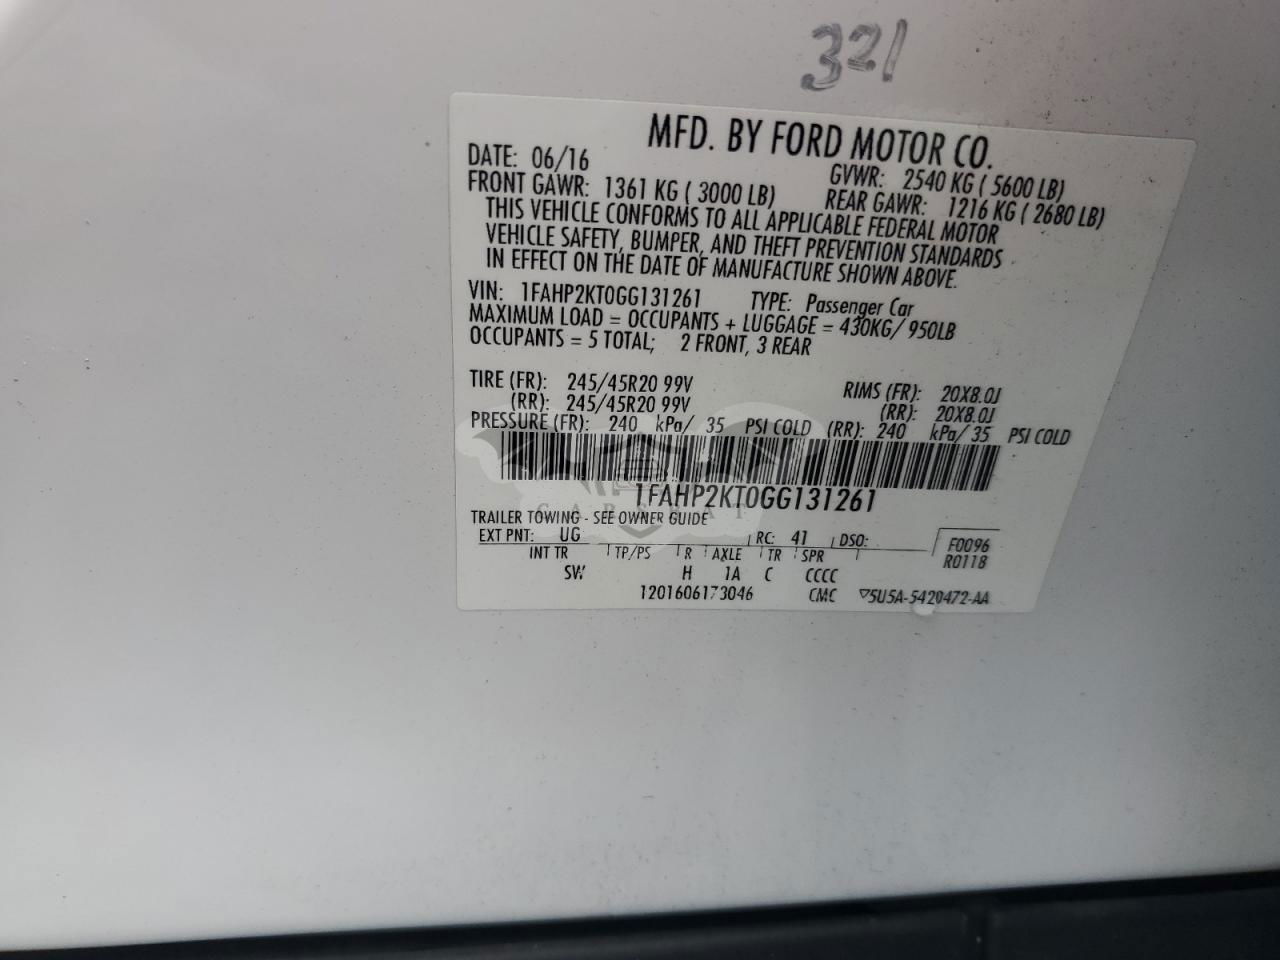 321
MFD. BY FORD MOTOR CO.
DATE: 06/16
GVWR: 2540 KG ( 5600 LB)
FRONT GAWR: 1361 KG ( 3000 LB)
REAR GAWR: 1216 KG ( 2680 LB)
THIS VEHICLE CONFORMS TO ALL APPLICABLE FEDERAL MOTOR
VEHICLE SAFETY, BUMPER, AND THEFT PREVENTION STANDARDS
IN EFFECT ON THE DATE OF MANUFACTURE SHOWN ABOVE.
VIN: 1FAHP2KT0GG131261 TYPE: Passenger Car
MAXIMUM LOAD = OCCUPANTS + LUGGAGE = 430KG/ 950LB
OCCUPANTS = 5 TOTAL; 2 FRONT, 3 REAR
TIRE (FR): 245/45R20 99V RIMS (FR): 20X8.0J
(RR): 245/45R20 99V (RR): 20X8.0J
PRESSURE (FR): 240 kPa/ 35 PSI COLD (RR): 240 kPa/ 35 PSI COLD
1FAHP2KT0GG131261
TRAILER TOWING - SEE OWNER GUIDE
EXT PNT: UG RC: 41 DSO: F0096
INT TR TP/PS R AXLE TR SPR R0118
SW H 1A C CCCC
1201606173046 CMC ▽5U5A-5420472-AA